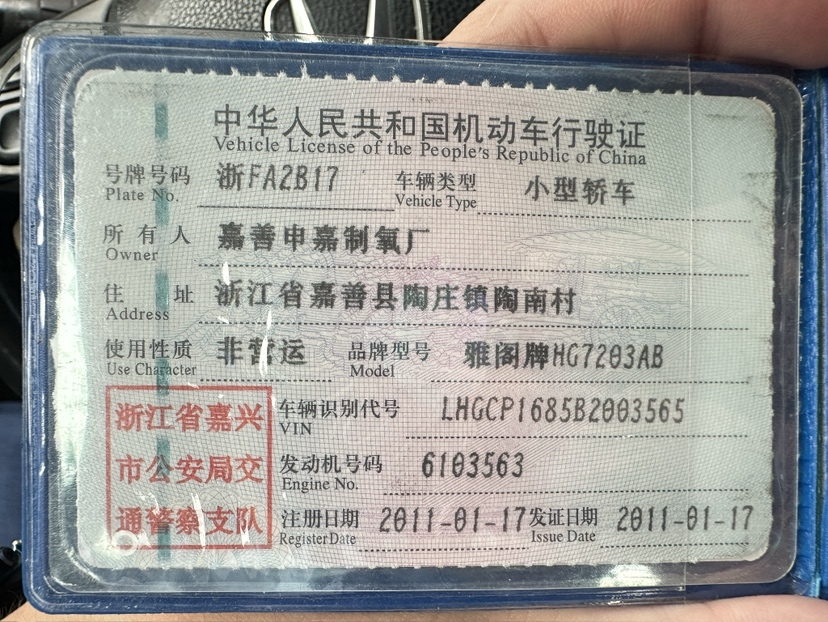 中华人民共和国机动车行驶证
Vehicle License of the People's Republic of China
号牌号码 浙FA2B17 车辆类型 小型轿车
Plate No. Vehicle Type
所有人 嘉善申嘉制氧厂
Owner
住址 浙江省嘉善县陶庄镇陶南村
Address
使用性质 非营运 品牌型号 雅阁牌HG7203AB
Use Character Model
车辆识别代号 LHGCP1685B2003565
VIN
发动机号码 6103563
Engine No.
注册日期 2011-01-17 发证日期 2011-01-17
Register Date Issue Date
浙江省嘉兴
市公安局交
通警察支队